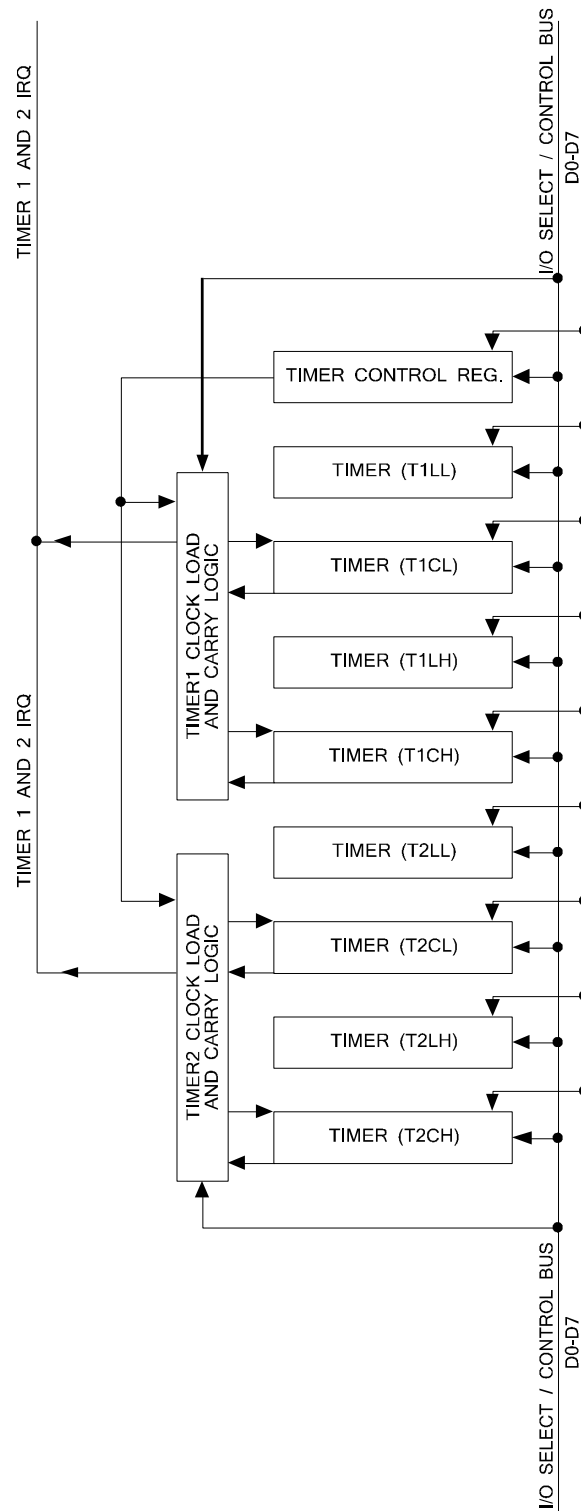 TIMER 1 AND 2 IRQ
I/O SELECT / CONTROL BUS
D0-D7
TIMER CONTROL REG.
TIMER (T1LL)
TIMER (T1CL)
TIMER1 CLOCK LOAD
AND CARRY LOGIC
TIMER (T1LH)
TIMER (T1CH)
TIMER 1 AND 2 IRQ
TIMER (T2LL)
TIMER (T2CL)
TIMER2 CLOCK LOAD
AND CARRY LOGIC
TIMER (T2LH)
TIMER (T2CH)
I/O SELECT / CONTROL BUS
D0-D7